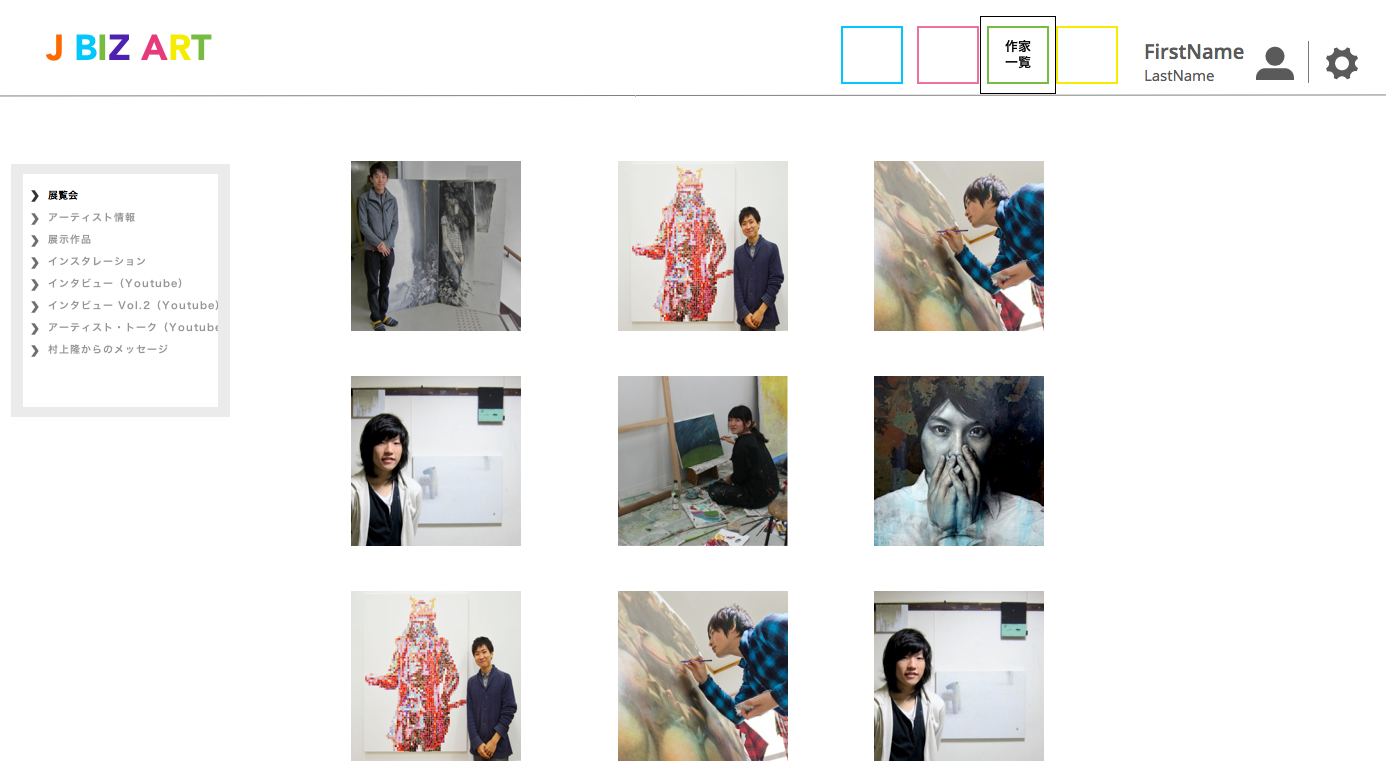 J BIZ ART
作家
一覧
FirstName
LastName
展覧会
アーティスト情報
展示作品
インスタレーション
インタビュー（Youtube）
インタビュー Vol.2（Youtube）
アーティスト・トーク（Youtube
村上隆からのメッセージ